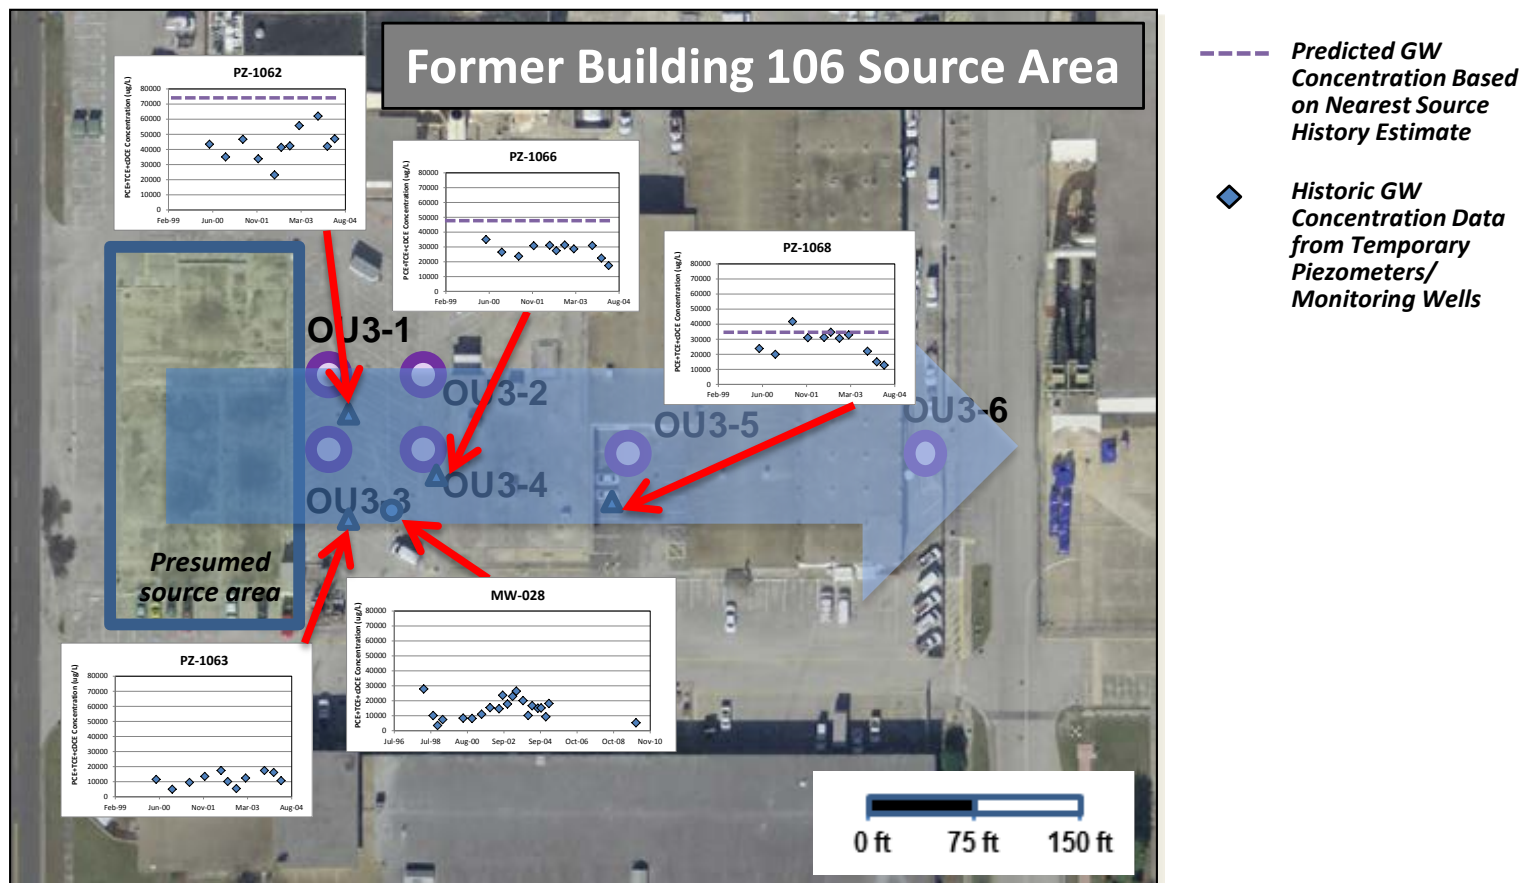 Former Building 106 Source Area
Predicted GW
Concentration Based
on Nearest Source
History Estimate
Historic GW
Concentration Data
from Temporary
Piezometers/
Monitoring Wells
PZ-1062
PCE+TCE+cDCE Concentration (ug/L)
80000
70000
60000
50000
40000
30000
20000
10000
0
Feb-99 Jun-00 Nov-01 Mar-03 Aug-04
PZ-1066
PCE+TCE+cDCE Concentration (ug/L)
80000
70000
60000
50000
40000
30000
20000
10000
0
Feb-99 Jun-00 Nov-01 Mar-03 Aug-04
PZ-1068
PCE+TCE+cDCE Concentration (ug/L)
80000
70000
60000
50000
40000
30000
20000
10000
0
Feb-99 Jun-00 Nov-01 Mar-03 Aug-04
OU3-1
OU3-2
OU3-5
OU3-6
OU3-3
OU3-4
Presumed
source area
MW-028
PCE+TCE+cDCE Concentration (ug/L)
80000
70000
60000
50000
40000
30000
20000
10000
0
Jul-96 Jul-98 Aug-00 Sep-02 Sep-04 Oct-06 Oct-08 Nov-10
PZ-1063
PCE+TCE+cDCE Concentration (ug/L)
80000
70000
60000
50000
40000
30000
20000
10000
0
Feb-99 Jun-00 Nov-01 Mar-03 Aug-04
0 ft 75 ft 150 ft